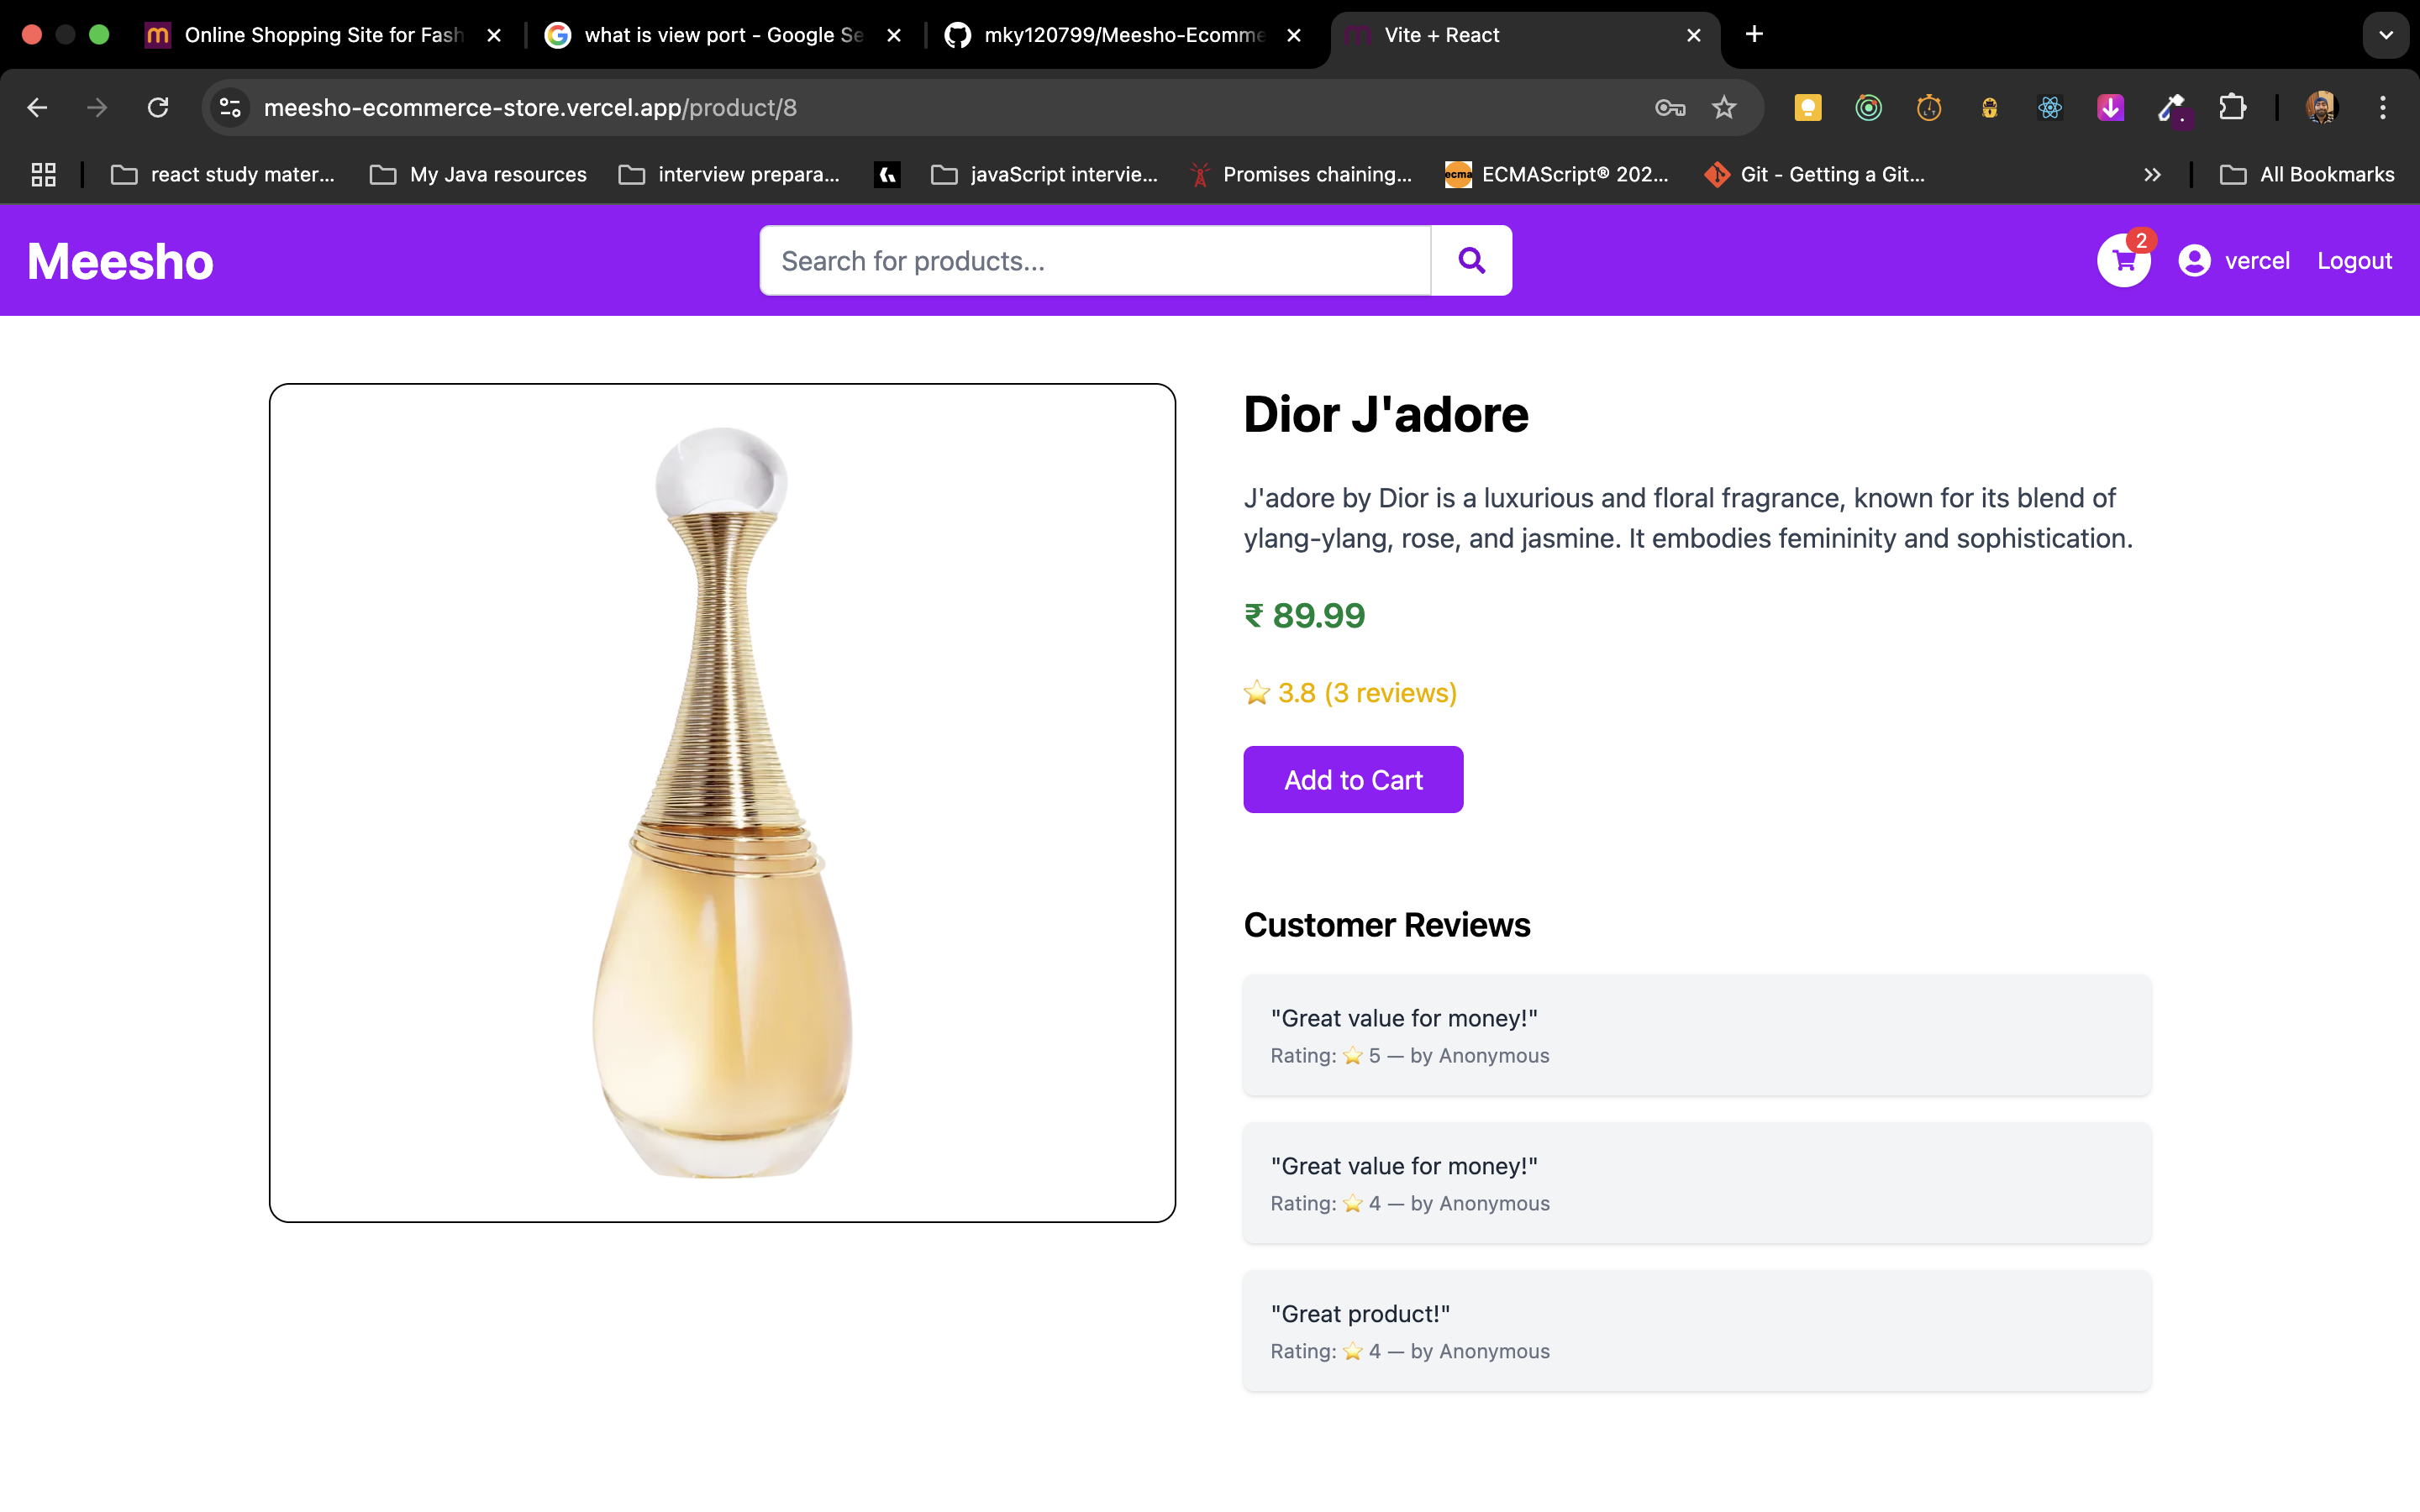 Online Shopping Site for Fash
what is view port - Google Se
mky120799/Meesho-Ecomme
Vite + React
meesho-ecommerce-store.vercel.app/product/8
react study mater...
My Java resources
interview prepara...
javaScript intervie...
Promises chaining...
ecma
ECMAScript® 202...
Git - Getting a Git...
All Bookmarks
Meesho
Search for products...
2
vercel
Logout
Dior J'adore
J'adore by Dior is a luxurious and floral fragrance, known for its blend of
ylang-ylang, rose, and jasmine. It embodies femininity and sophistication.
₹ 89.99
⭐ 3.8 (3 reviews)
Add to Cart
Customer Reviews
"Great value for money!"
Rating: ⭐ 5 — by Anonymous
"Great value for money!"
Rating: ⭐ 4 — by Anonymous
"Great product!"
Rating: ⭐ 4 — by Anonymous